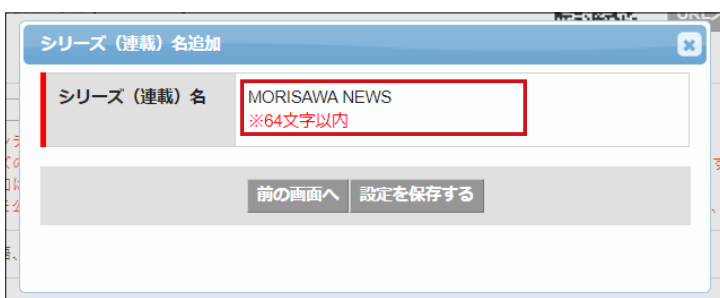 シリーズ（連載）名追加
シリーズ（連載）名
MORISAWA NEWS
※64文字以内
前の画面へ
設定を保存する